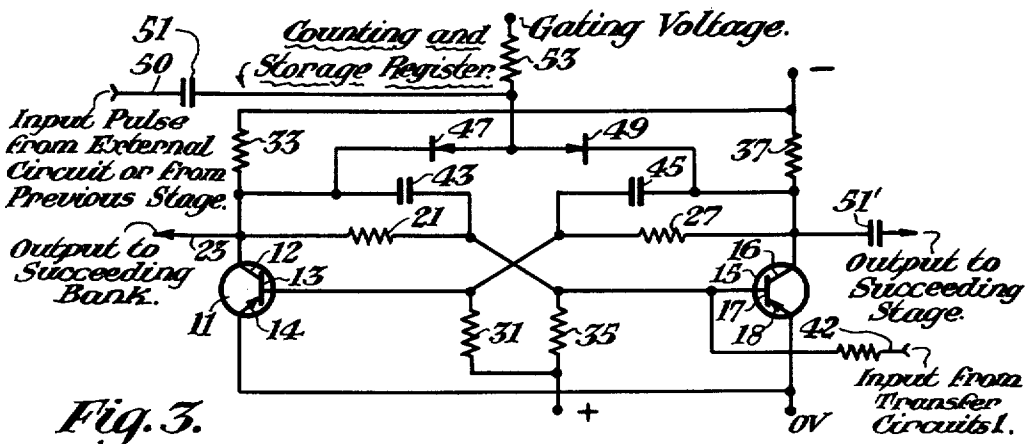 51
Counting and
Gating Voltage.
50
Storage Register.
53
−
Input Pulse
from External
Circuit or from
Previous Stage.
33
47
49
37
43
45
21
27
51'
23
Output to
Succeeding
Bank.
12
13
11
14
16
15
17
18
Output to
Succeeding
Stage.
31
35
42
Input from
Transfer
Circuits1.
Fig. 3.
+
0V